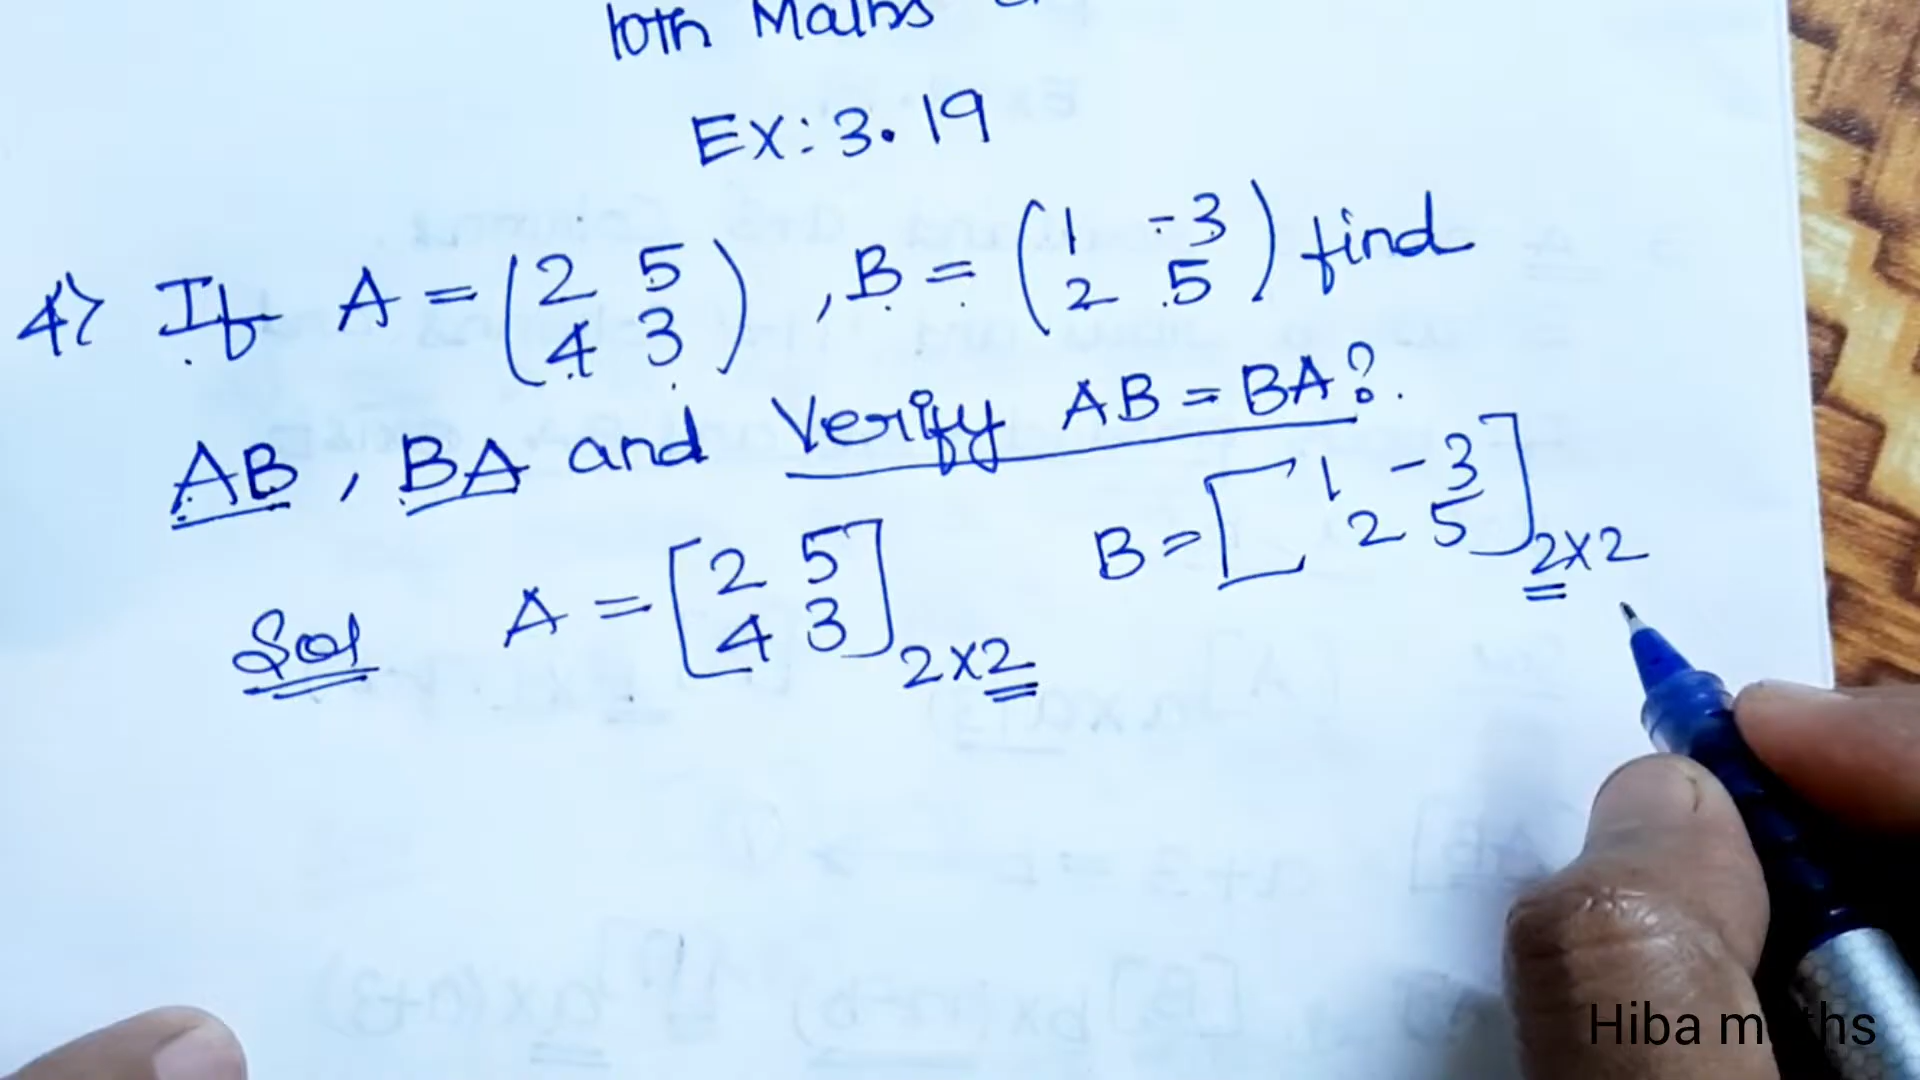 10th Maths
Ex: 3.19
4) If A = (2 5
4 3), B = (1 -3
2 5) find
AB, BA and Verify AB = BA?.
Sol A = [2 5
4 3]2x2 B = [1 -3
2 5]2x2
Hiba maths